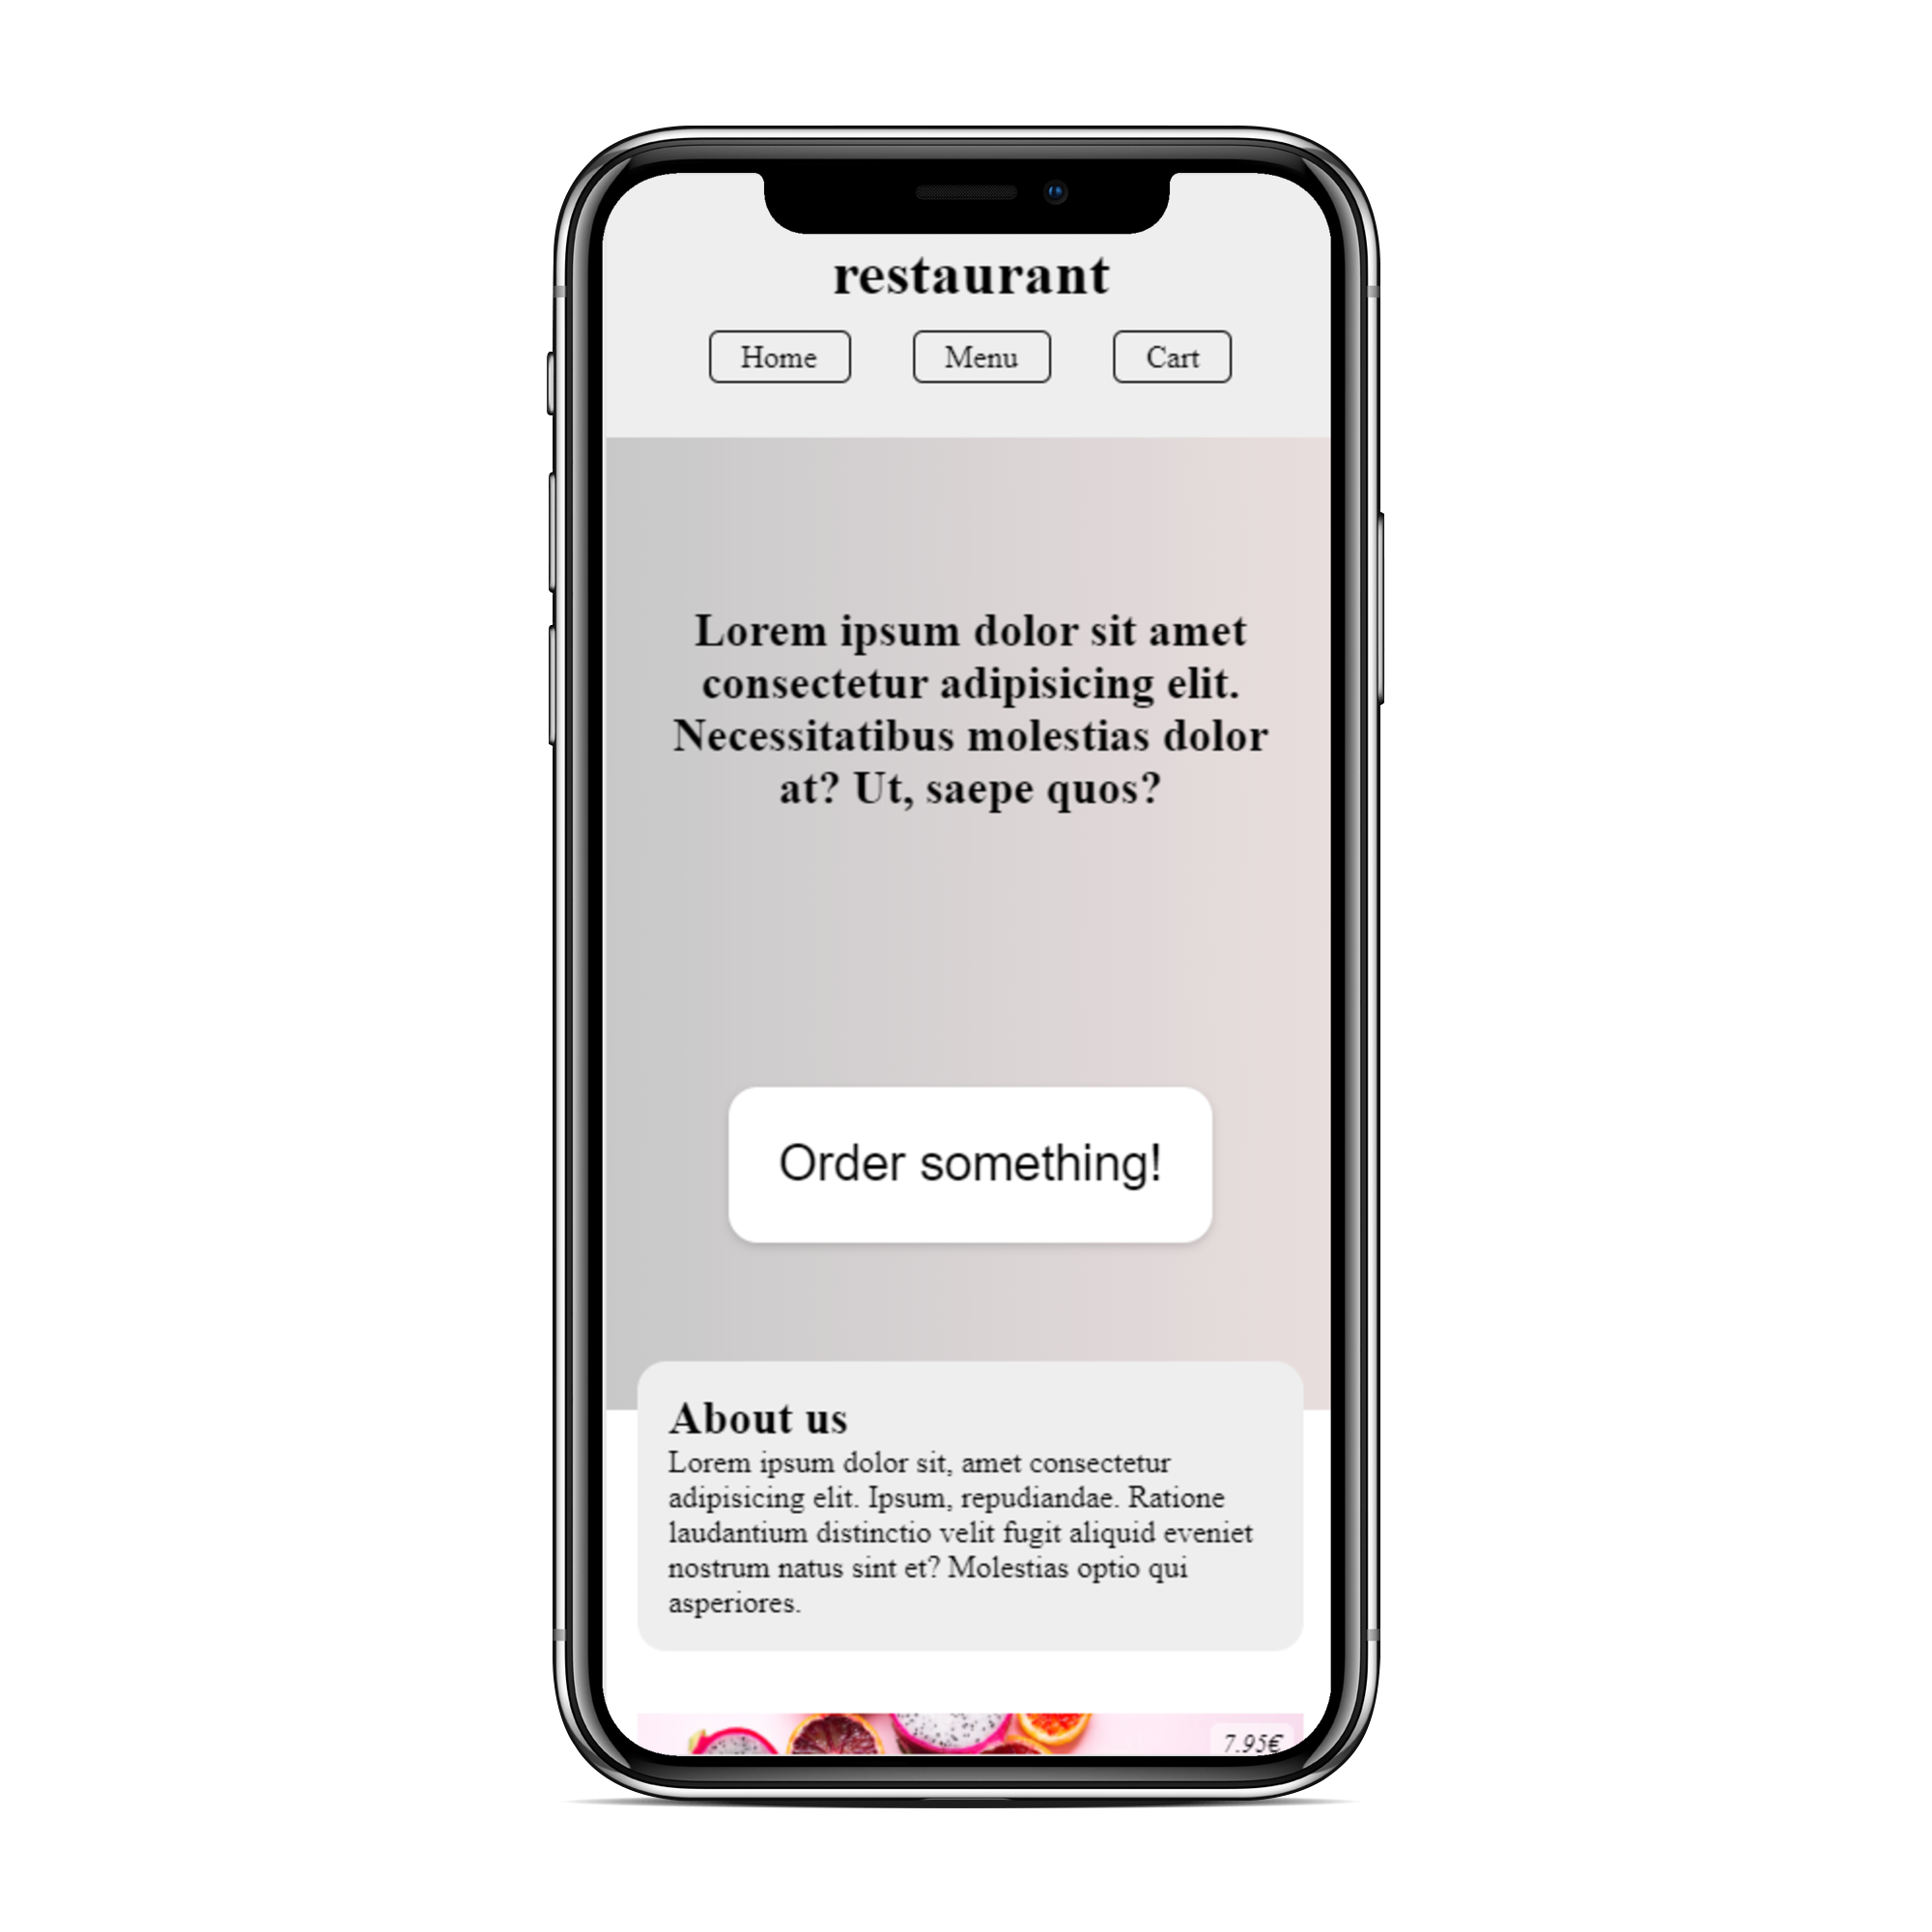 restaurant
Home Menu Cart
Lorem ipsum dolor sit amet
consectetur adipisicing elit.
Necessitatibus molestias dolor
at? Ut, saepe quos?
Order something!
About us
Lorem ipsum dolor sit, amet consectetur
adipisicing elit. Ipsum, repudiandae. Ratione
laudantium distinctio velit fugit aliquid eveniet
nostrum natus sint et? Molestias optio qui
asperiores.
7.95€